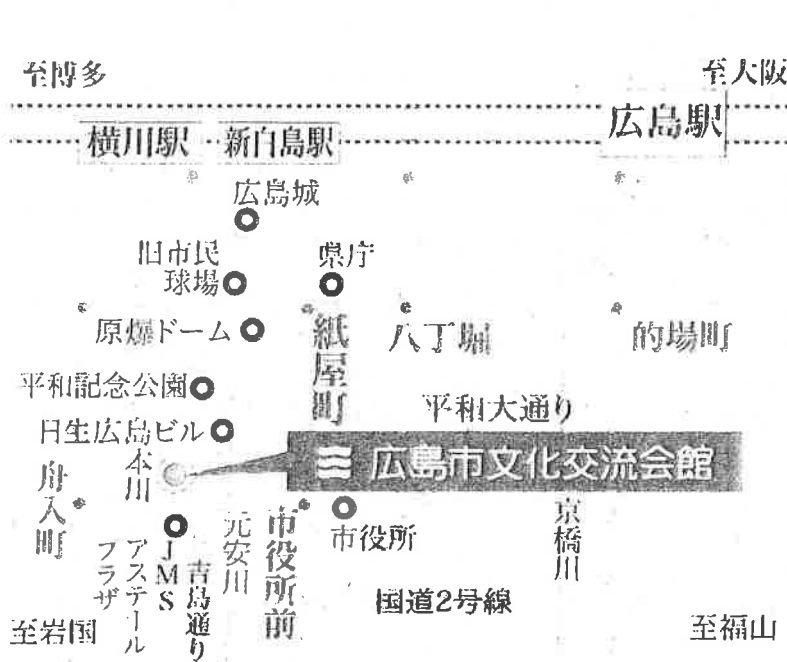 至博多
至大阪
横川駅
新白島駅
広島駅
広島城
旧市民
球場
県庁
原爆ドーム
紙屋町
八丁堀
的場町
平和記念公園
平和大通り
日生広島ビル
広島市文化交流会館
本川
舟入町
元安川
市役所前
市役所
京橋川
JMS
アステール
プラザ
吉島通り
国道2号線
至岩国
至福山